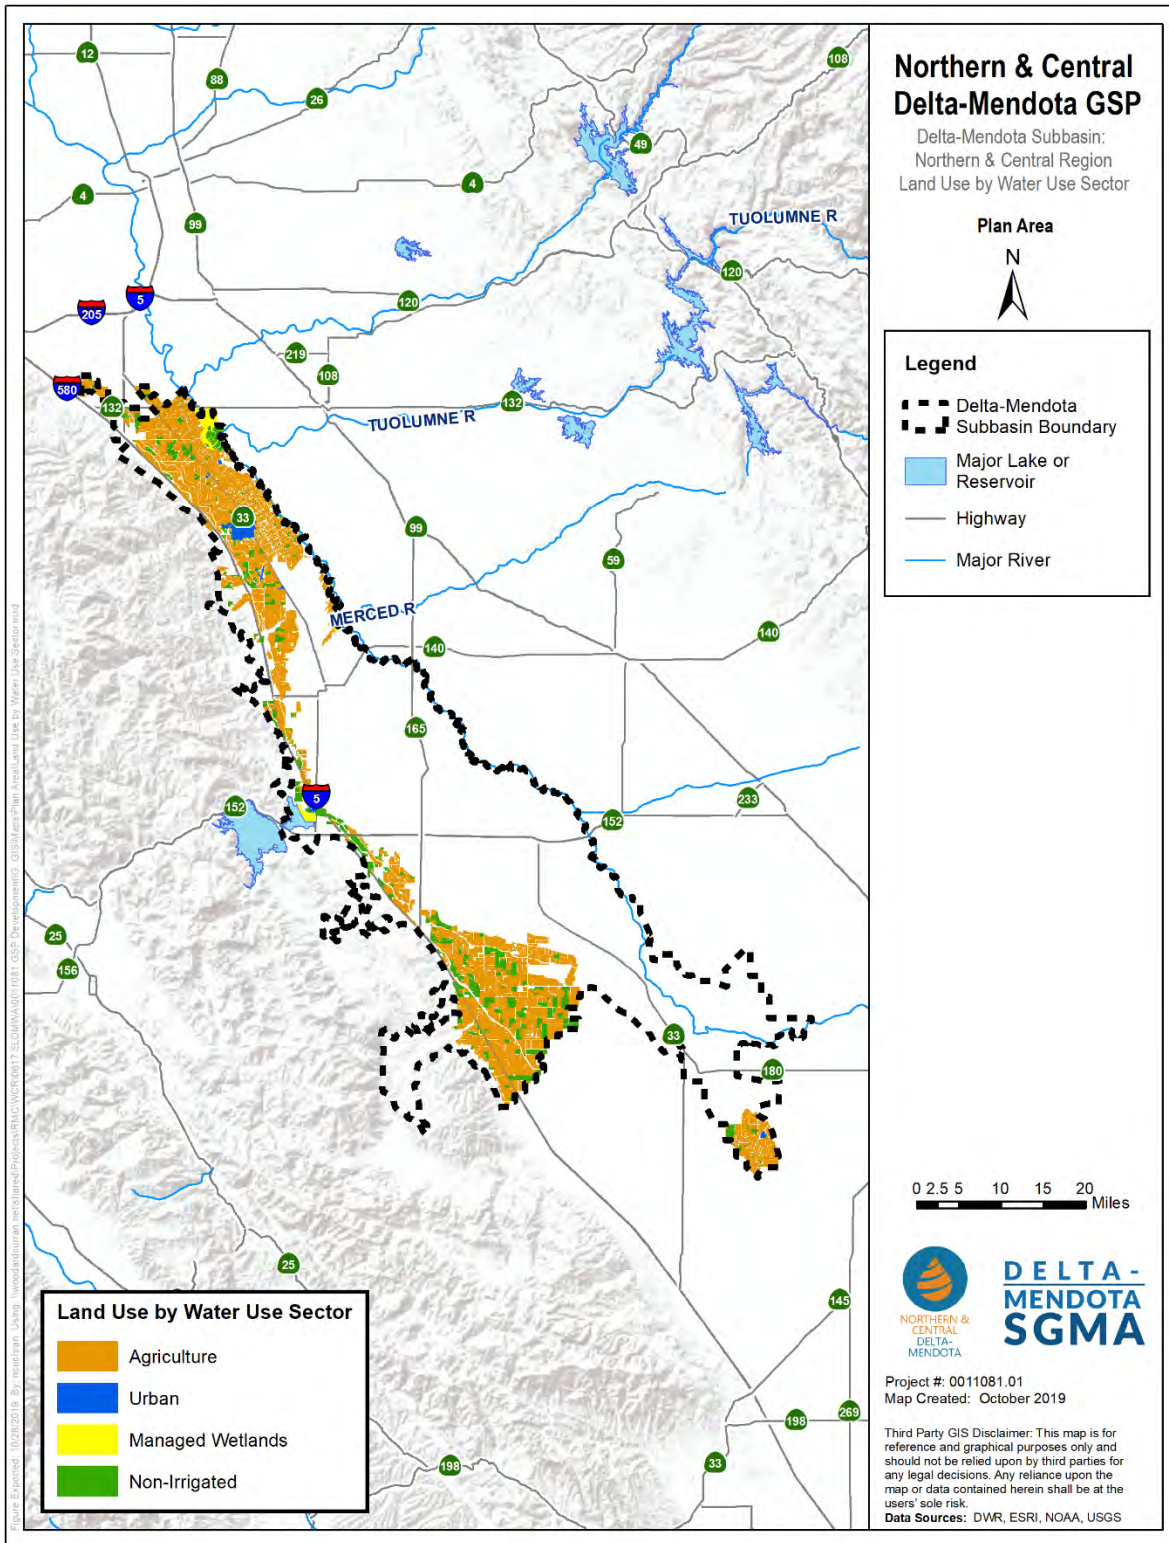 Northern & Central
Delta-Mendota GSP
Delta-Mendota Subbasin:
Northern & Central Region
Land Use by Water Use Sector
Plan Area
N
Legend
Delta-Mendota
Subbasin Boundary
Major Lake or
Reservoir
Highway
Major River
0 2.5 5 10 15 20
Miles
NORTHERN &
CENTRAL
DELTA-
MENDOTA
DELTA-
MENDOTA
SGMA
Project #: 0011081.01
Map Created: October 2019
Third Party GIS Disclaimer: This map is for
reference and graphical purposes only and
should not be relied upon by third parties for
any legal decisions. Any reliance upon the
map or data contained herein shall be at the
users' sole risk.
Data Sources: DWR, ESRI, NOAA, USGS
12
88
26
108
49
4
4
99
TUOLUMNE R
120
5
205
120
219
108
580
132
132
TUOLUMNE R
33
99
59
MERCED R
140
140
165
5
152
233
152
25
156
33
180
25
145
198
269
198
33
Land Use by Water Use Sector
Agriculture
Urban
Managed Wetlands
Non-Irrigated